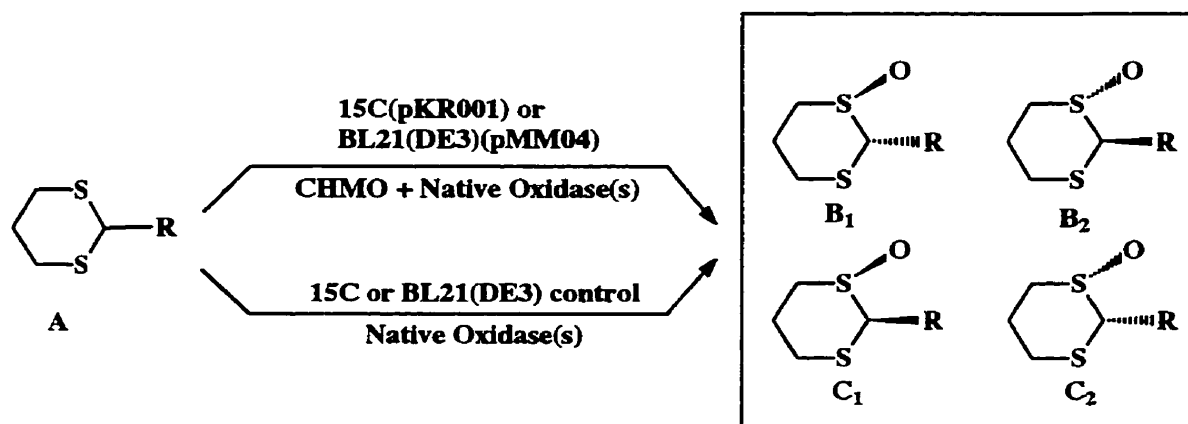 S
S
R
A
15C(pKR001) or
BL21(DE3)(pMM04)
CHMO + Native Oxidase(s)
15C or BL21(DE3) control
Native Oxidase(s)
O
S
R
S
B₁
O
S
R
S
B₂
O
S
R
S
C₁
O
S
R
S
C₂